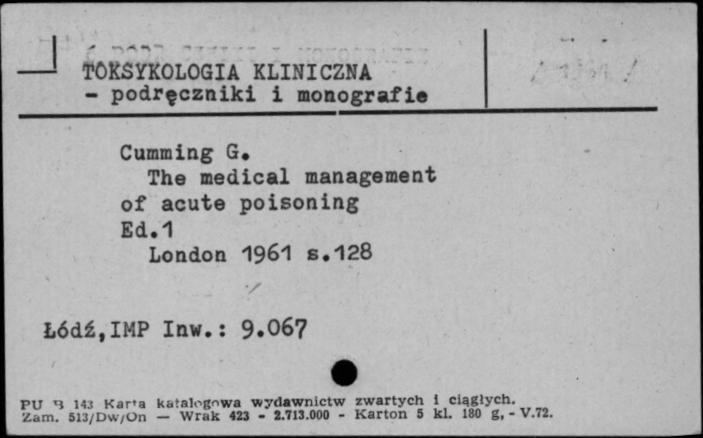 TOKSYKOLOGIA KLINICZNA
- podręczniki i monografie
Cumming G.
The medical management
of acute poisoning
Ed.1
London 1961 s.128
Łódź,IMP Inw.: 9.067
PU B 143 Karta katalogowa wydawnictw zwartych i ciągłych.
Zam. 513/Dw/On — Wrak 423 - 2.713.000 - Karton 5 kl. 180 g, - V.72.